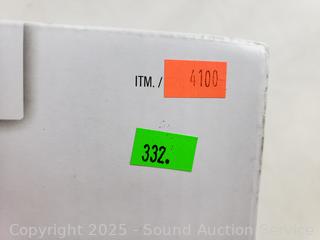 ITM. / 4100
332.
Copyright © 2025 - Sound Auction Service